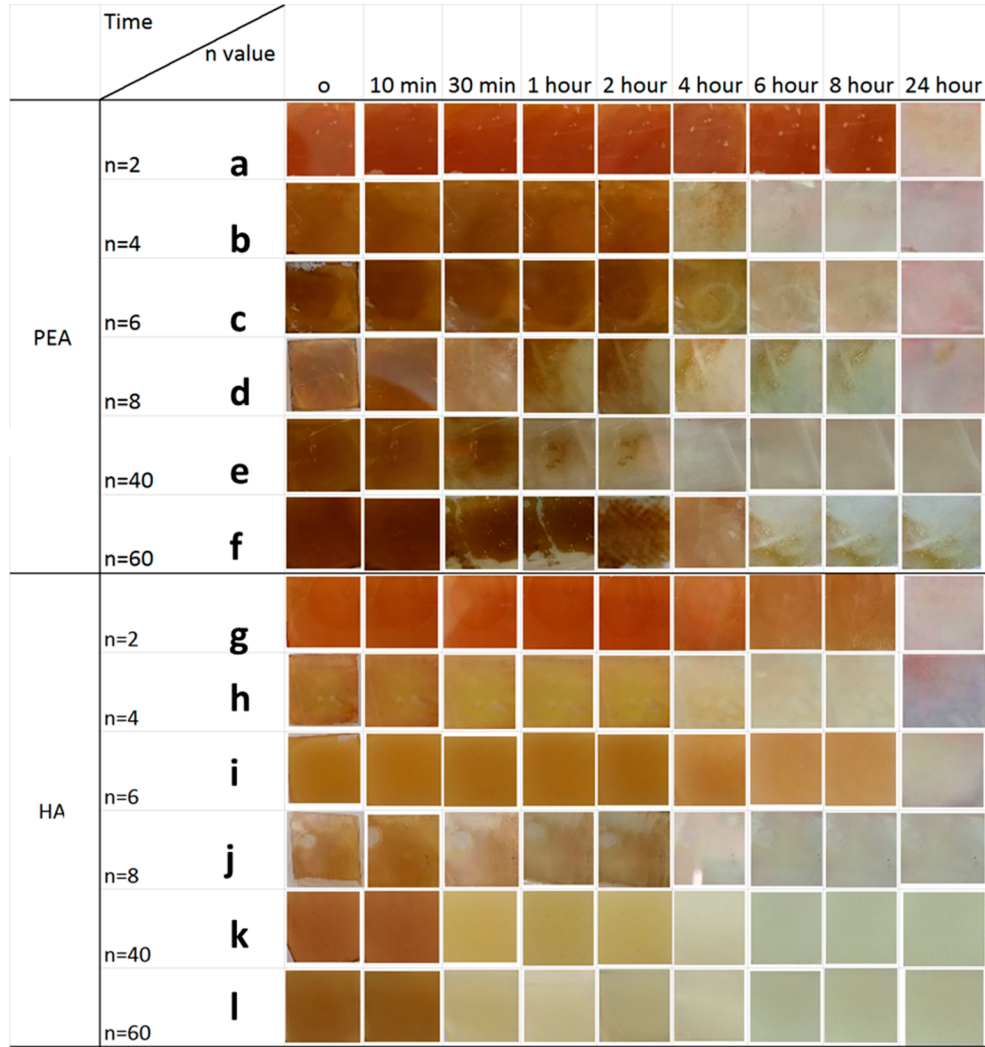 Time
n value
o 10 min 30 min 1 hour 2 hour 4 hour 6 hour 8 hour 24 hour
PEA
n=2 a
n=4 b
n=6 c
n=8 d
n=40 e
n=60 f
HA
n=2 g
n=4 h
n=6 i
n=8 j
n=40 k
n=60 l